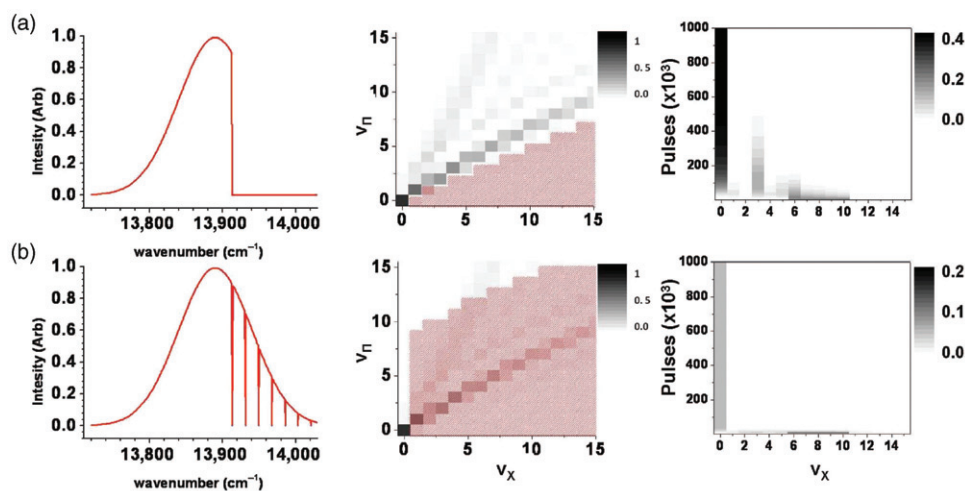 (a)
Intesity (Arb)
1.0
0.8
0.6
0.4
0.2
0.0
13,800 13,900 14,000
wavenumber (cm⁻¹)
vΠ
15
10
5
0
0 5 10 15
1
0.5
0.0
Pulses (x10³)
1000
800
600
400
200
0 2 4 6 8 10 12 14
0.4
0.2
0.0
(b)
Intesity (Arb)
1.0
0.8
0.6
0.4
0.2
0.0
13,800 13,900 14,000
wavenumber (cm⁻¹)
vΠ
15
10
5
0
0 5 10 15
vX
1
0.5
0.0
Pulses (x10³)
1000
800
600
400
200
0 2 4 6 8 10 12 14
vX
0.2
0.1
0.0